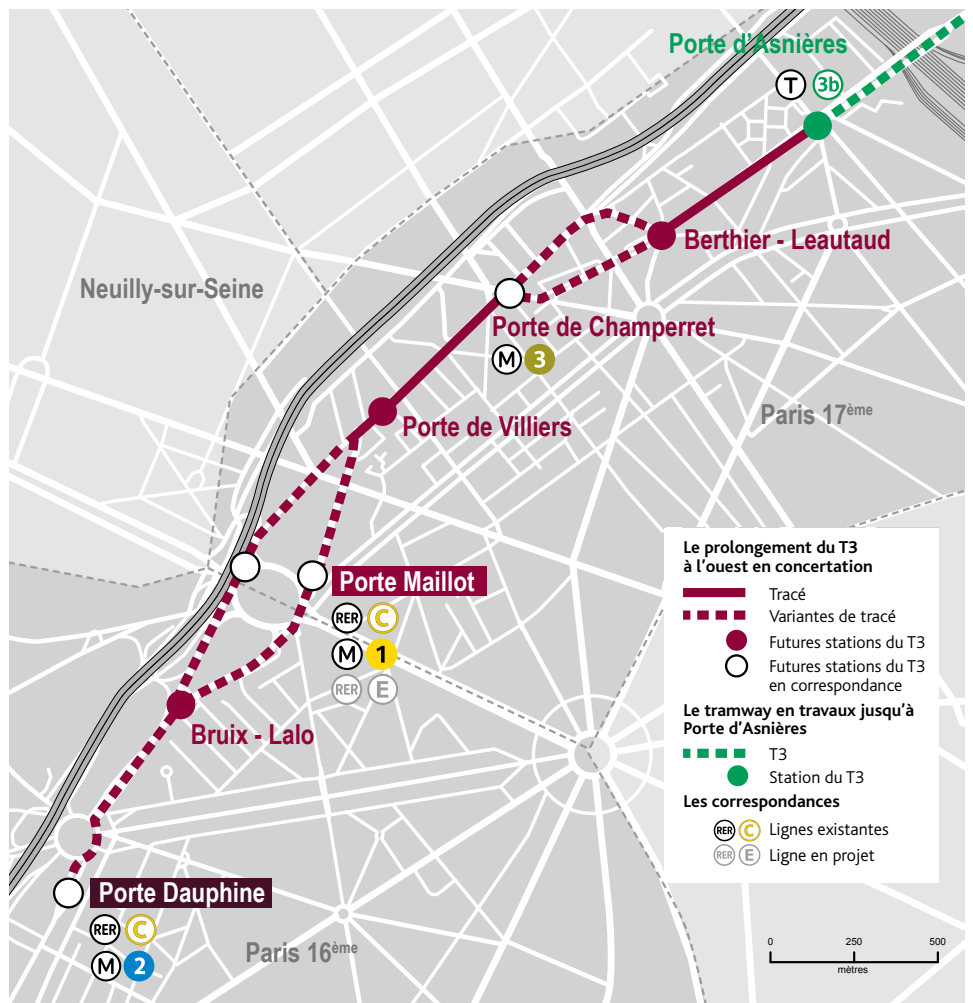 Porte d'Asnières
T 3b
Berthier - Leautaud
Neuilly-sur-Seine
Porte de Champerret
M 3
Paris 17ème
Porte de Villiers
Porte Maillot
RER C
M 1
RER E
Bruix - Lalo
Porte Dauphine
RER C
M 2
Paris 16ème
Le prolongement du T3
à l'ouest en concertation
Tracé
Variantes de tracé
Futures stations du T3
Futures stations du T3
en correspondance
Le tramway en travaux jusqu'à
Porte d'Asnières
T3
Station du T3
Les correspondances
RER C Lignes existantes
RER E Ligne en projet
0 250 500
mètres